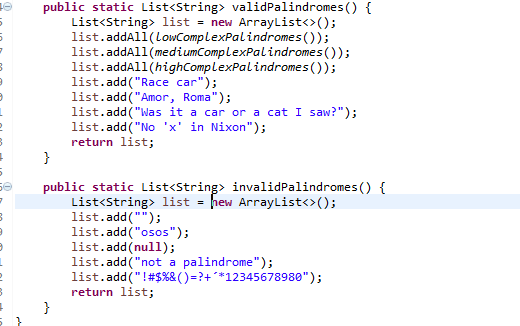 public static List<String> validPalindromes() {
List<String> list = new ArrayList<>();
list.addAll(lowComplexPalindromes());
list.addAll(mediumComplexPalindromes());
list.addAll(highComplexPalindromes());
list.add("Race car");
list.add("Amor, Roma");
list.add("Was it a car or a cat I saw?");
list.add("No 'x' in Nixon");
return list;
}
public static List<String> invalidPalindromes() {
List<String> list = new ArrayList<>();
list.add("");
list.add("osos");
list.add(null);
list.add("not a palindrome");
list.add("!#$%&()=?+´*12345678980");
return list;
}
}